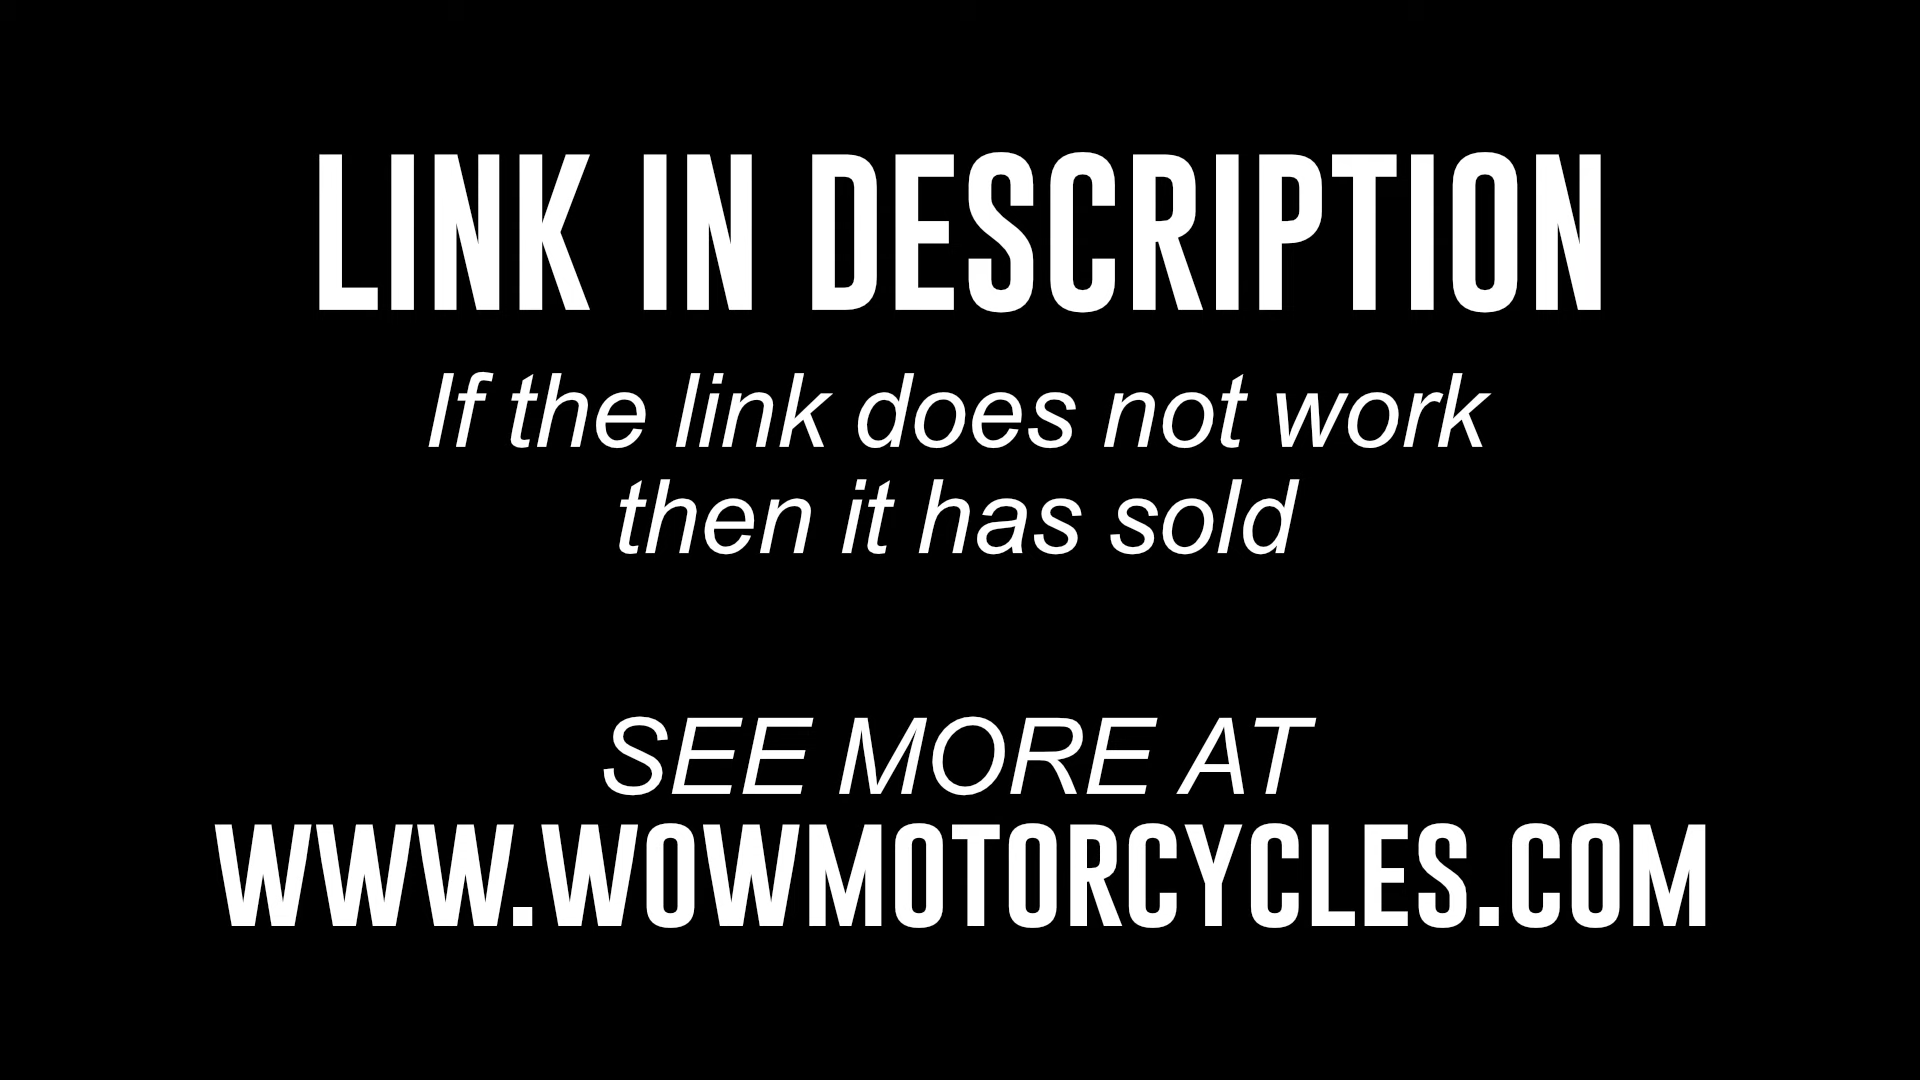 LINK IN DESCRIPTION
If the link does not work
then it has sold
SEE MORE AT
WWW.WOWMOTORCYCLES.COM